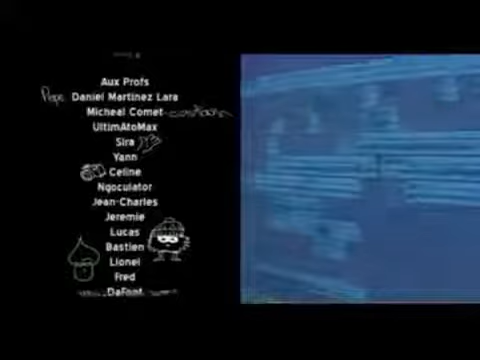 Aux Profs
Pepe Daniel Martinez Lara
Micheal Comet
UltimAtoMax
Sira
Yann
Celine
Ngoculator
Jean-Charles
Jeremie
Lucas
Bastien
Lionel
Fred
DaFont